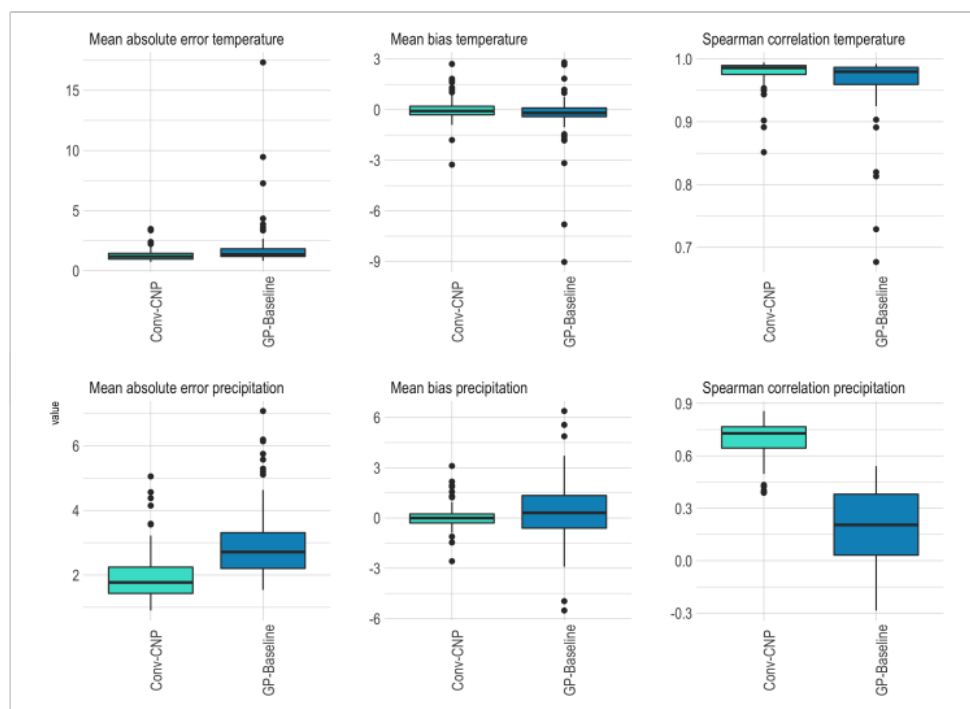 Mean absolute error temperature
Mean bias temperature
Spearman correlation temperature
15
10
5
0
3
0
-3
-6
-9
1.0
0.9
0.8
0.7
Conv-CNP
GP-Baseline
Conv-CNP
GP-Baseline
Conv-CNP
GP-Baseline
Mean absolute error precipitation
Mean bias precipitation
Spearman correlation precipitation
value
6
4
2
6
3
0
-3
-6
0.9
0.6
0.3
0.0
-0.3
Conv-CNP
GP-Baseline
Conv-CNP
GP-Baseline
Conv-CNP
GP-Baseline